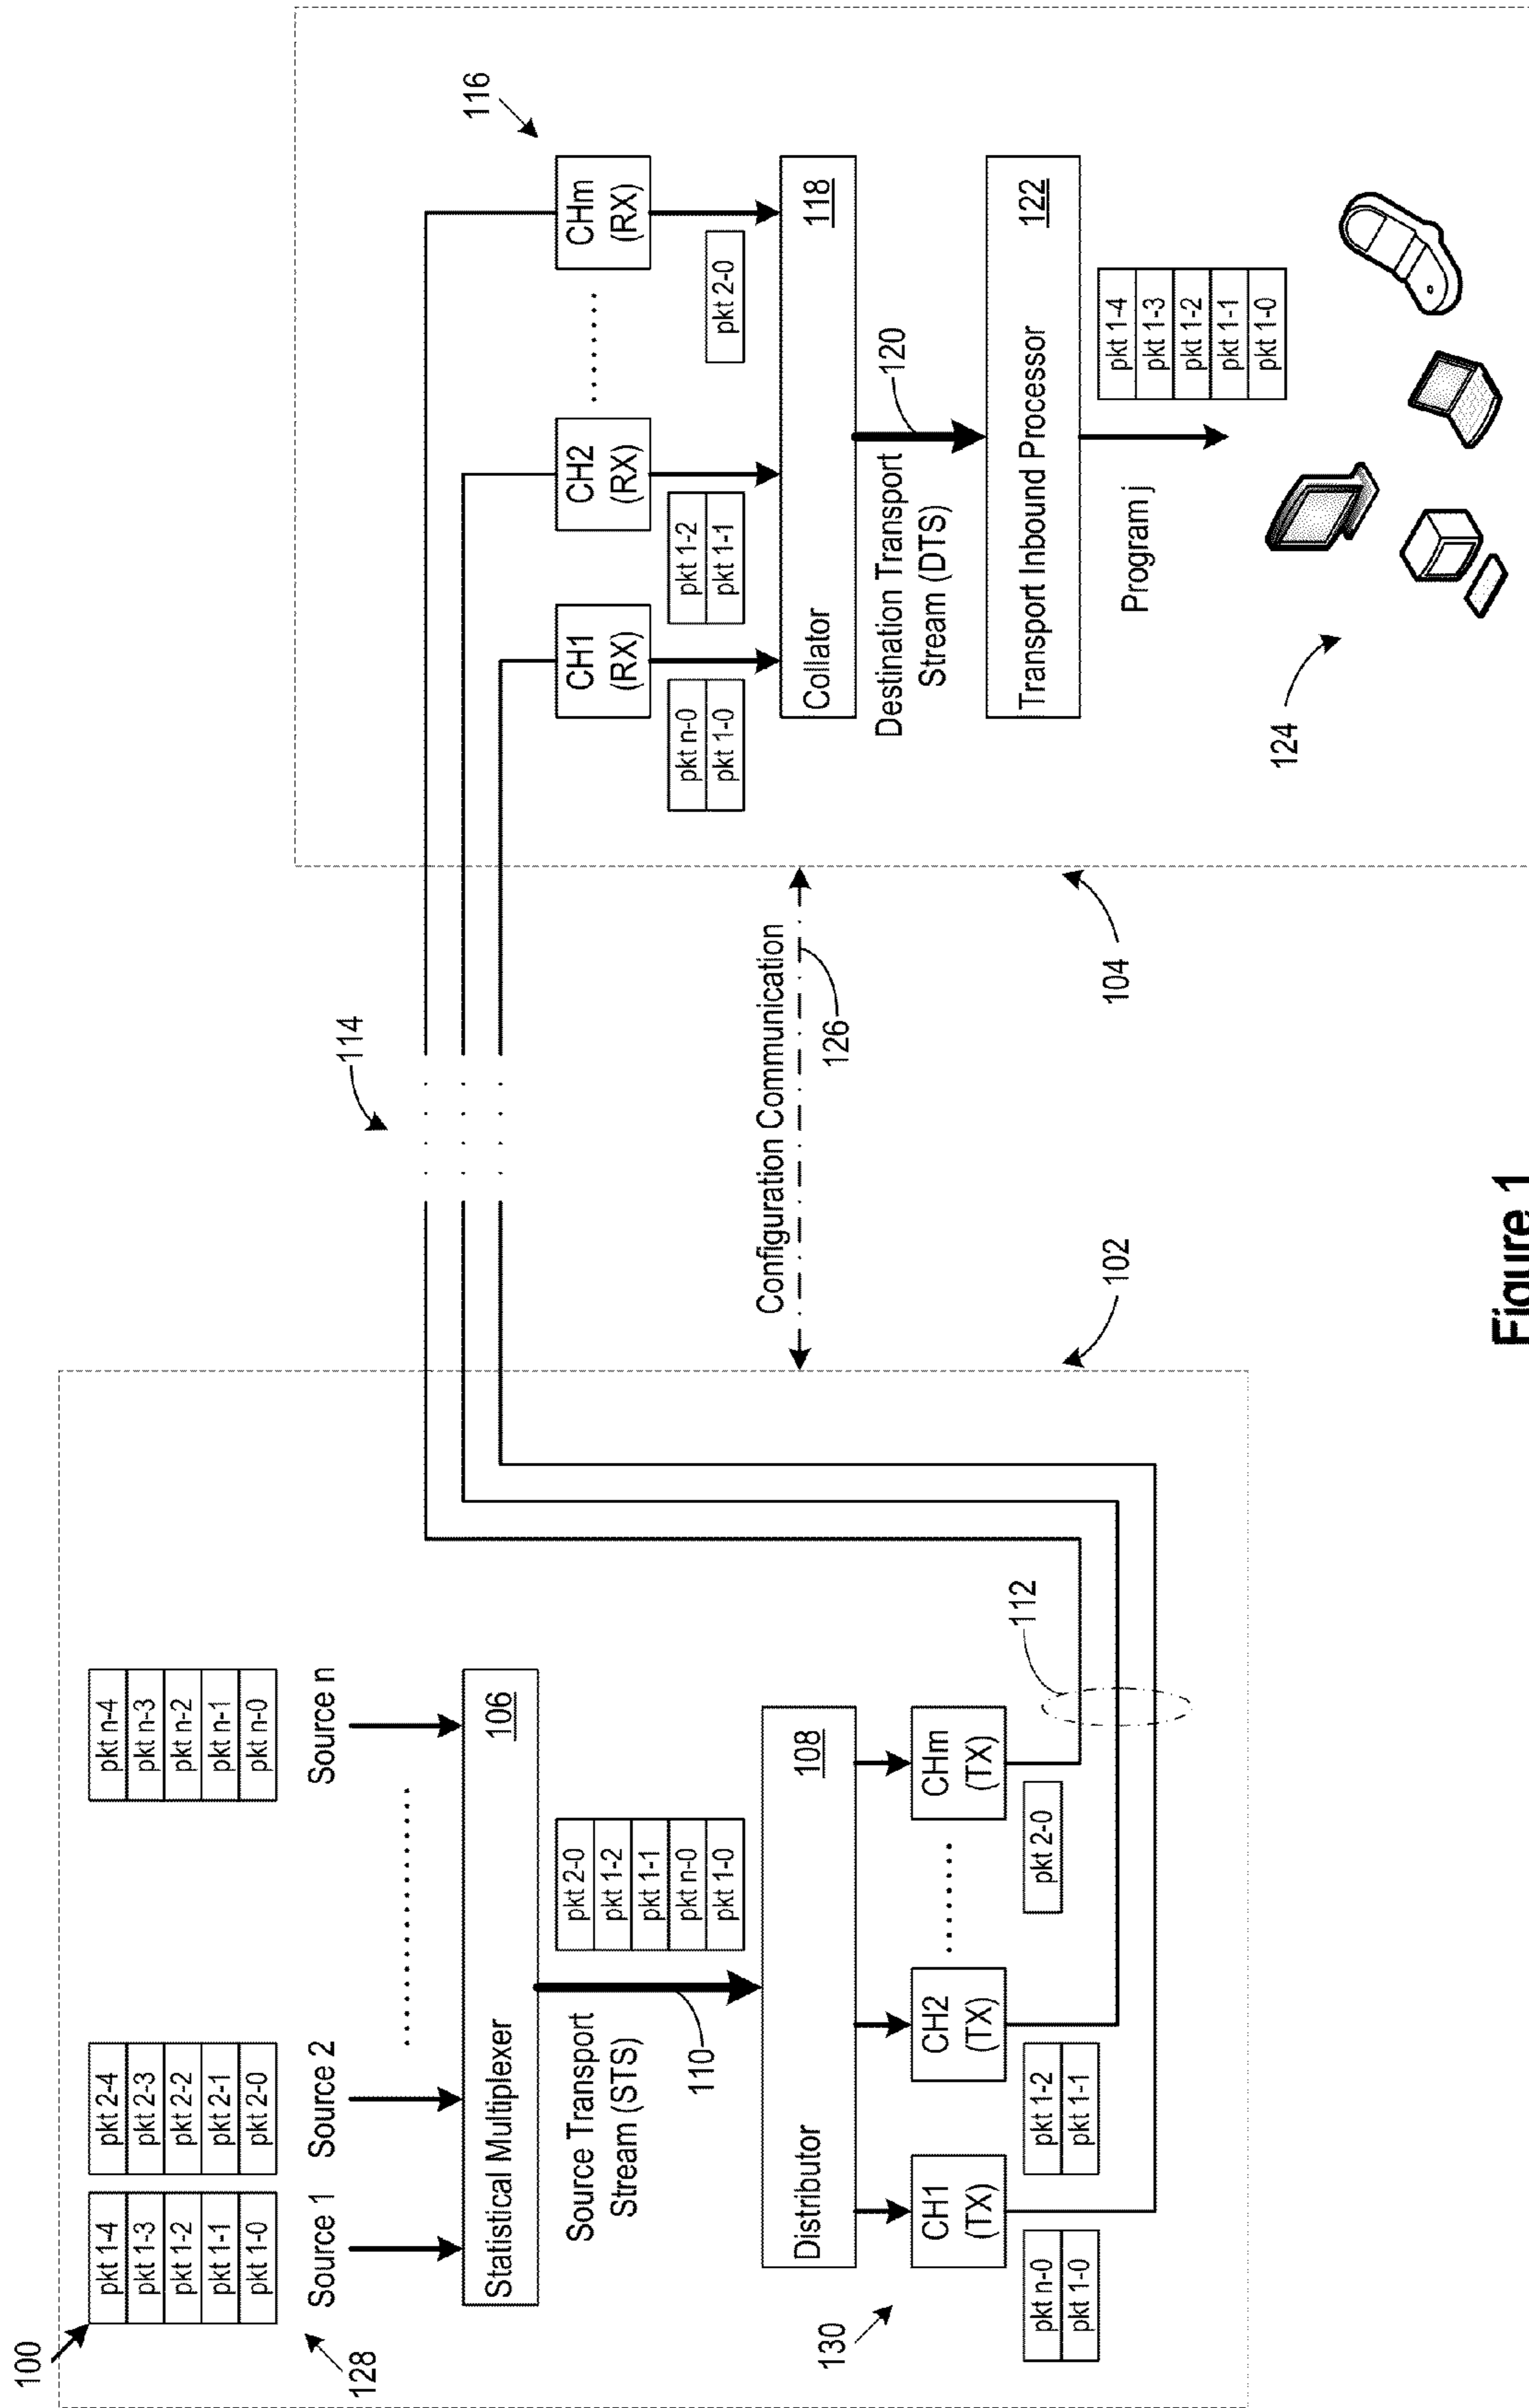 100
pkt 1-4
pkt 1-3
pkt 1-2
pkt 1-1
pkt 1-0
pkt 2-4
pkt 2-3
pkt 2-2
pkt 2-1
pkt 2-0
pkt n-4
pkt n-3
pkt n-2
pkt n-1
pkt n-0
128
Source 1
Source 2
Source n
Statistical Multiplexer
106
Source Transport
Stream (STS)
110
pkt 2-0
pkt 1-2
pkt 1-1
pkt n-0
pkt 1-0
Distributor
108
130
CH1
(TX)
CH2
(TX)
CHm
(TX)
pkt n-0
pkt 1-0
pkt 1-2
pkt 1-1
pkt 2-0
112
102
114
Configuration Communication
126
104
116
CH1
(RX)
CH2
(RX)
CHm
(RX)
pkt n-0
pkt 1-0
pkt 1-2
pkt 1-1
pkt 2-0
Collator
118
Destination Transport
Stream (DTS)
120
Transport Inbound Processor
122
Program j
pkt 1-4
pkt 1-3
pkt 1-2
pkt 1-1
pkt 1-0
124
Figure 1